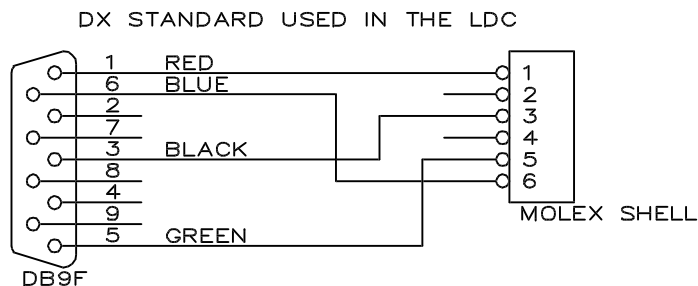 DX STANDARD USED IN THE LDC
1 RED
6 BLUE
2
7
3 BLACK
8
4
9
5 GREEN
DB9F
1
2
3
4
5
6
MOLEX SHELL